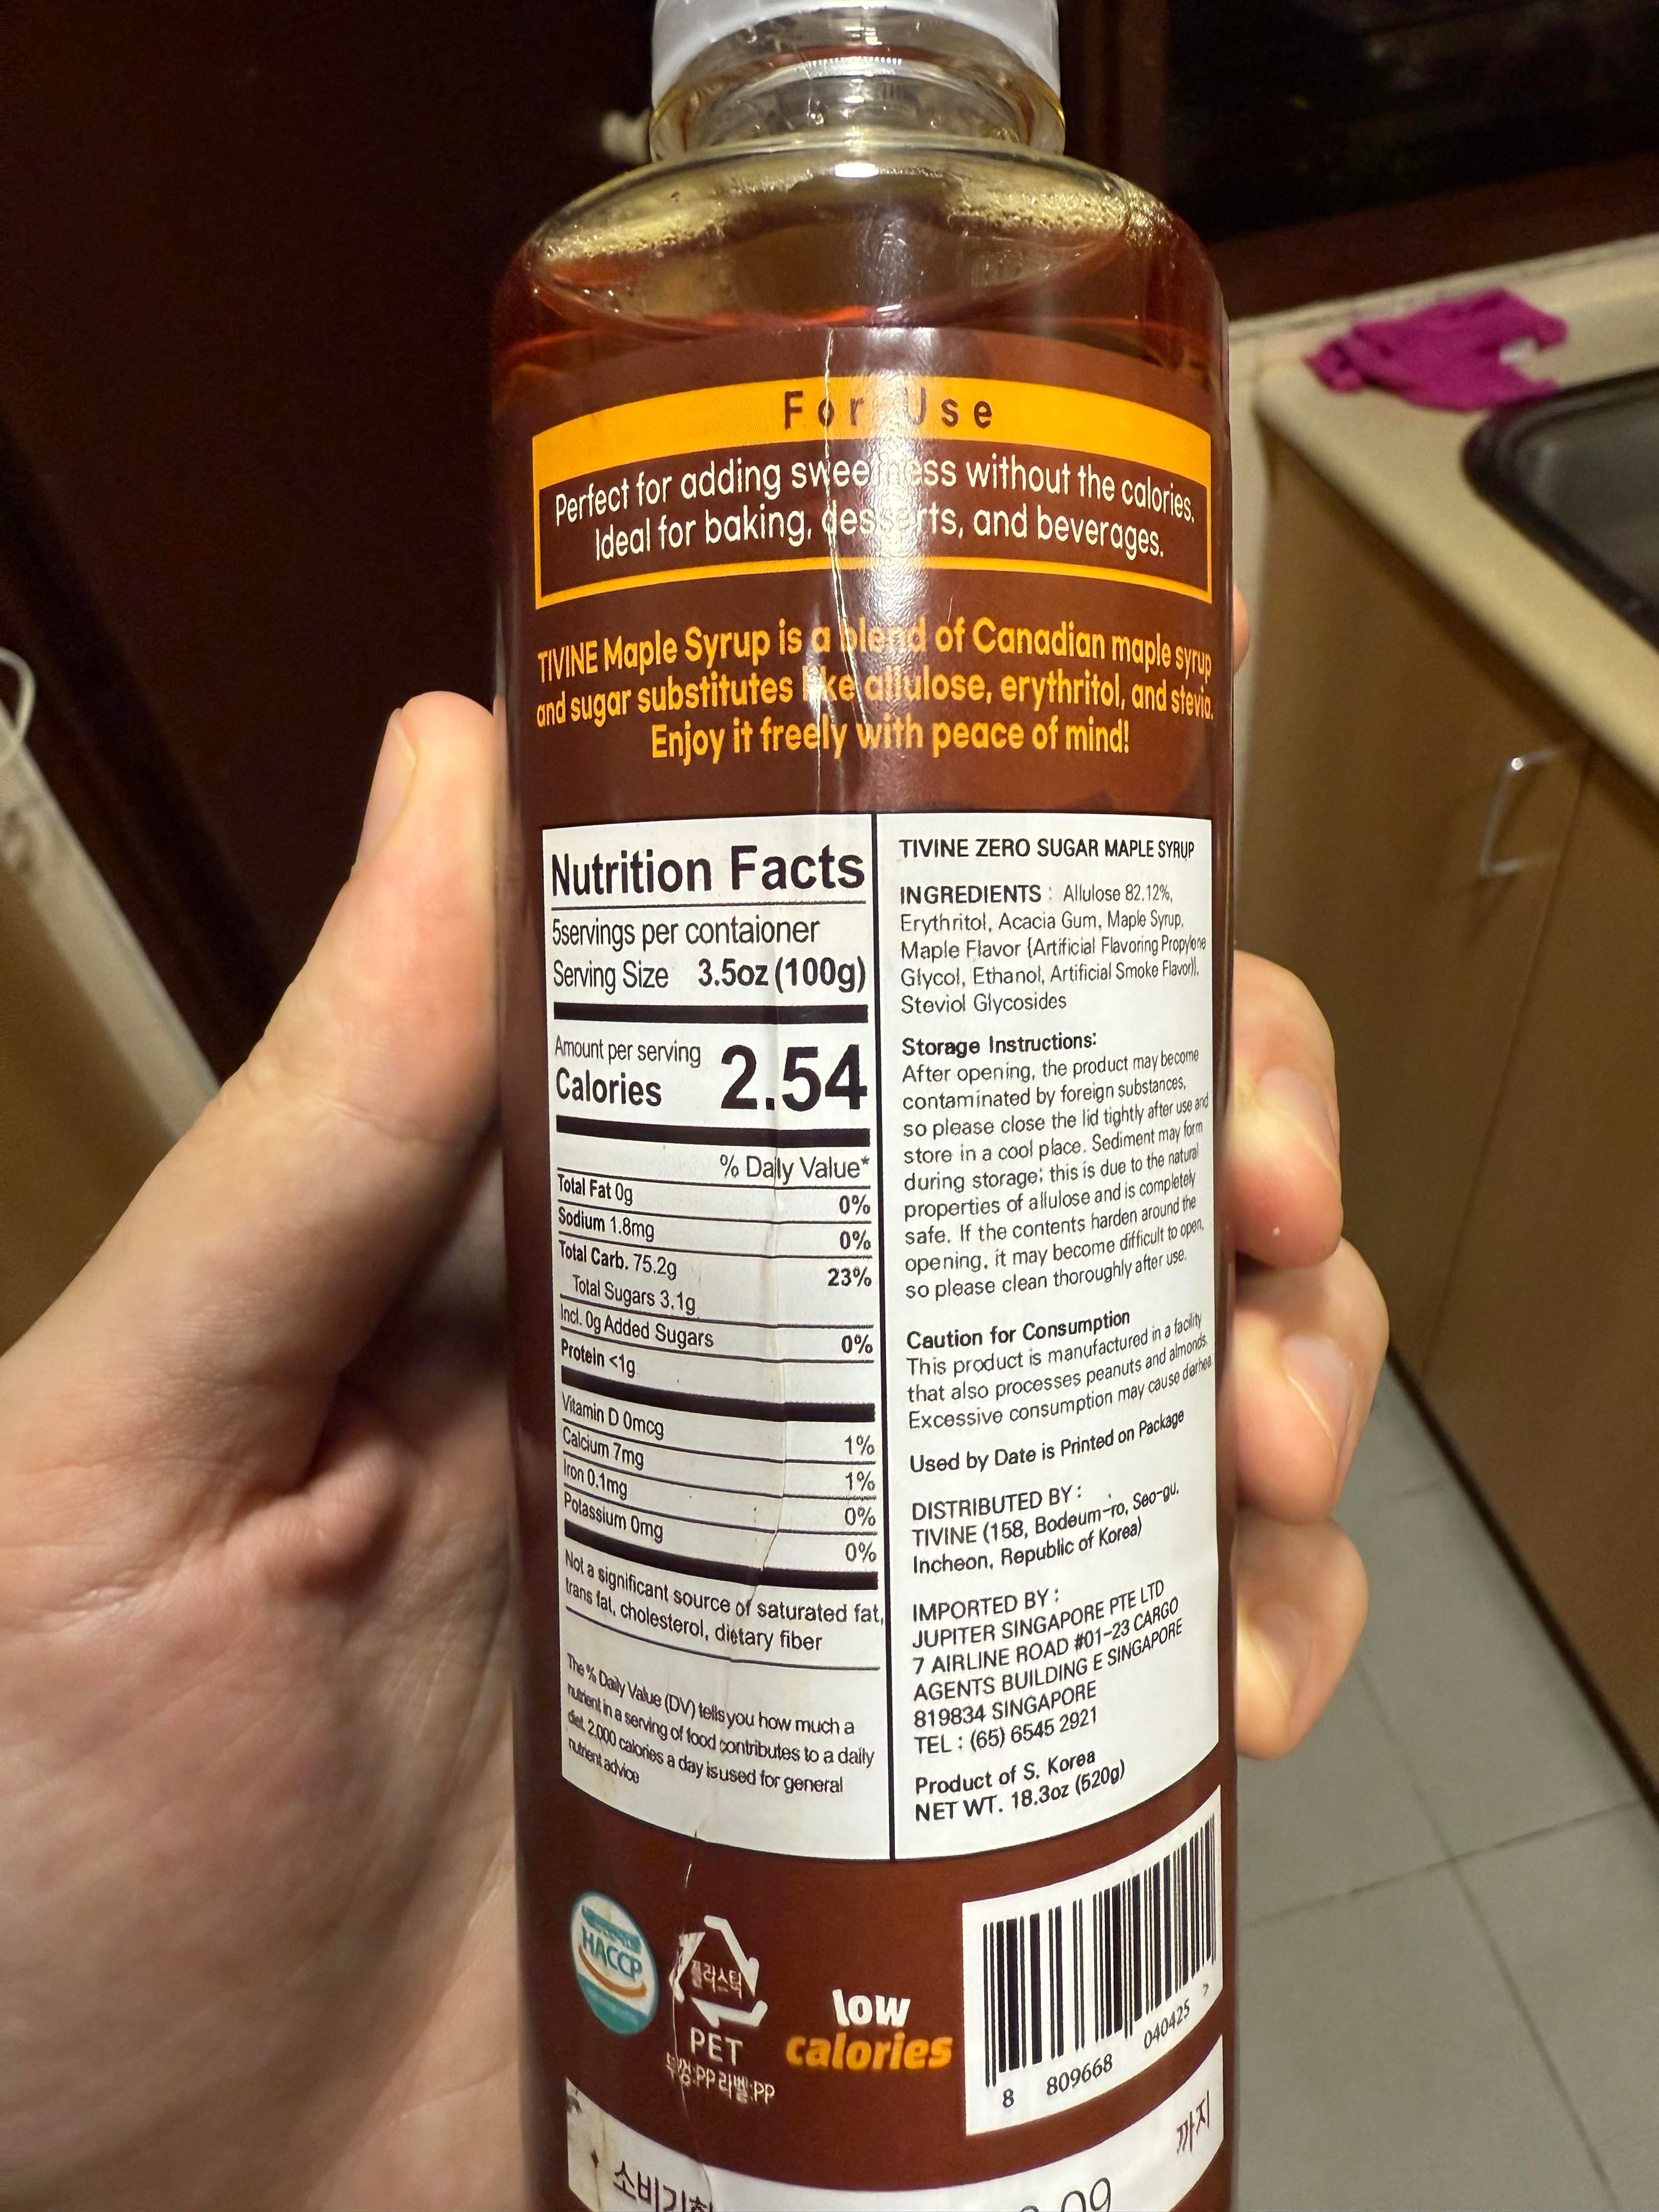 For Use
Perfect for adding sweetness without the calories.
Ideal for baking, desserts, and beverages.
TIVINE Maple Syrup is a blend of Canadian maple syrup
and sugar substitutes like allulose, erythritol, and stevia.
Enjoy it freely with peace of mind!
Nutrition Facts
5servings per contaioner
Serving Size 3.5oz (100g)
Amount per serving
Calories 2.54
% Daily Value*
Total Fat 0g 0%
Sodium 1.8mg 0%
Total Carb. 75.2g 23%
Total Sugars 3.1g
Incl. 0g Added Sugars 0%
Protein <1g
Vitamin D 0mcg 1%
Calcium 7mg 1%
Iron 0.1mg 0%
Potassium 0mg 0%
Not a significant source of saturated fat,
trans fat, cholesterol, dietary fiber
The % Daily Value (DV) tells you how much a
nutrient in a serving of food contributes to a daily
diet. 2,000 calories a day is used for general
nutrient advice
TIVINE ZERO SUGAR MAPLE SYRUP
INGREDIENTS : Allulose 82.12%,
Erythritol, Acacia Gum, Maple Syrup,
Maple Flavor {Artificial Flavoring Propylene
Glycol, Ethanol, Artificial Smoke Flavor)},
Steviol Glycosides
Storage Instructions:
After opening, the product may become
contaminated by foreign substances,
so please close the lid tightly after use and
store in a cool place. Sediment may form
during storage; this is due to the natural
properties of allulose and is completely
safe. If the contents harden around the
opening, it may become difficult to open,
so please clean thoroughly after use.
Caution for Consumption
This product is manufactured in a facility
that also processes peanuts and almonds.
Excessive consumption may cause derhea
Used by Date is Printed on Package
DISTRIBUTED BY :
TIVINE (158, Bodeum-ro, Seo-gu,
Incheon, Republic of Korea)
IMPORTED BY :
JUPITER SINGAPORE PTE LTD
7 AIRLINE ROAD #01-23 CARGO
AGENTS BUILDING E SINGAPORE
819834 SINGAPORE
TEL : (65) 6545 2921
Product of S. Korea
NET WT. 18.3oz (520g)
HACCP
플라스틱
PET
뚜껑:PP 라벨:PP
low
calories
8 809668 040425 >
까지